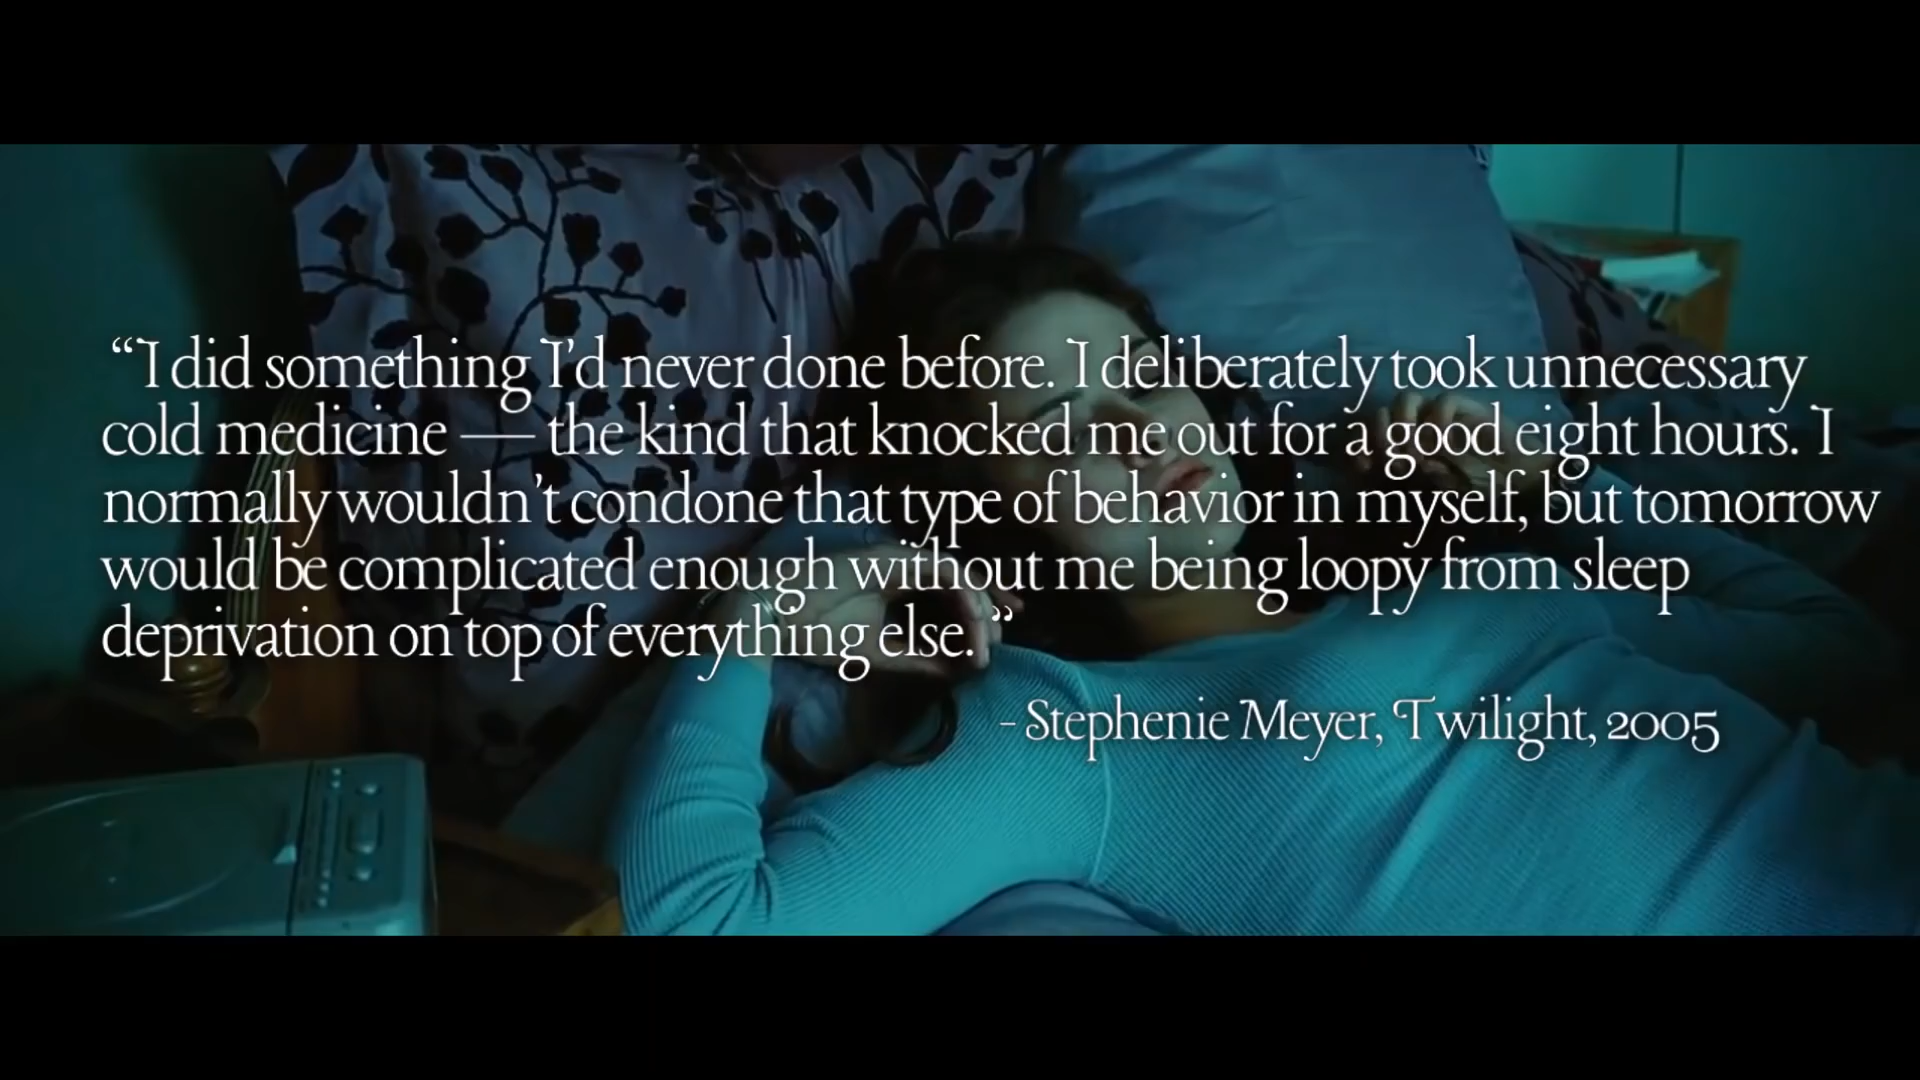 “I did something I'd never done before. I deliberately took unnecessary
cold medicine — the kind that knocked me out for a good eight hours. I
normally wouldn't condone that type of behavior in myself, but tomorrow
would be complicated enough without me being loopy from sleep
deprivation on top of everything else.”
- Stephenie Meyer, Twilight, 2005